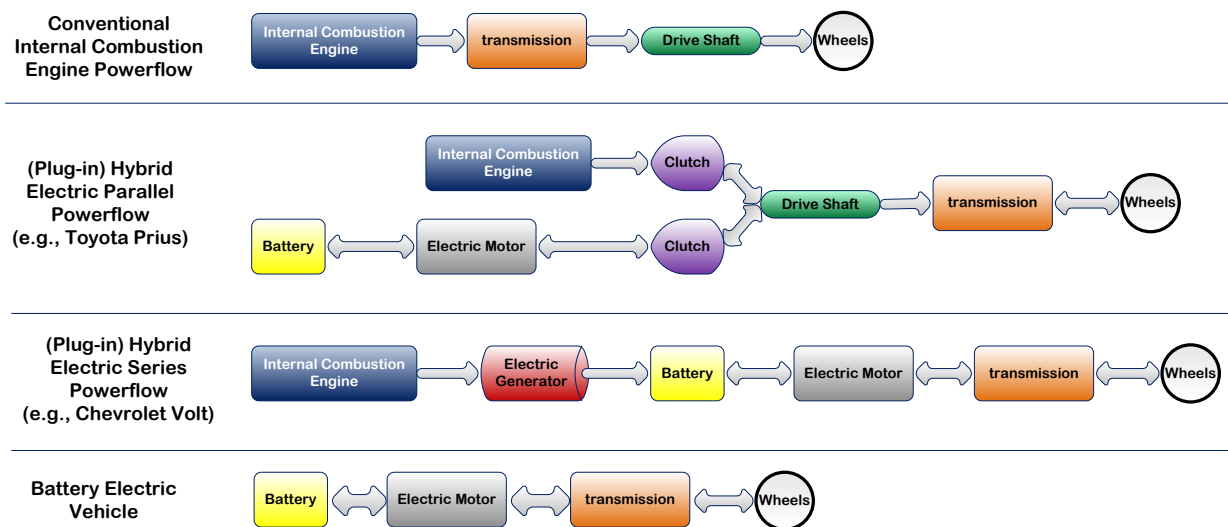 Conventional
Internal Combustion
Engine Powerflow
Internal Combustion
Engine
transmission
Drive Shaft
Wheels
(Plug-in) Hybrid
Electric Parallel
Powerflow
(e.g., Toyota Prius)
Internal Combustion
Engine
Clutch
Battery
Electric Motor
Clutch
Drive Shaft
transmission
Wheels
(Plug-in) Hybrid
Electric Series
Powerflow
(e.g., Chevrolet Volt)
Internal Combustion
Engine
Electric
Generator
Battery
Electric Motor
transmission
Wheels
Battery Electric
Vehicle
Battery
Electric Motor
transmission
Wheels